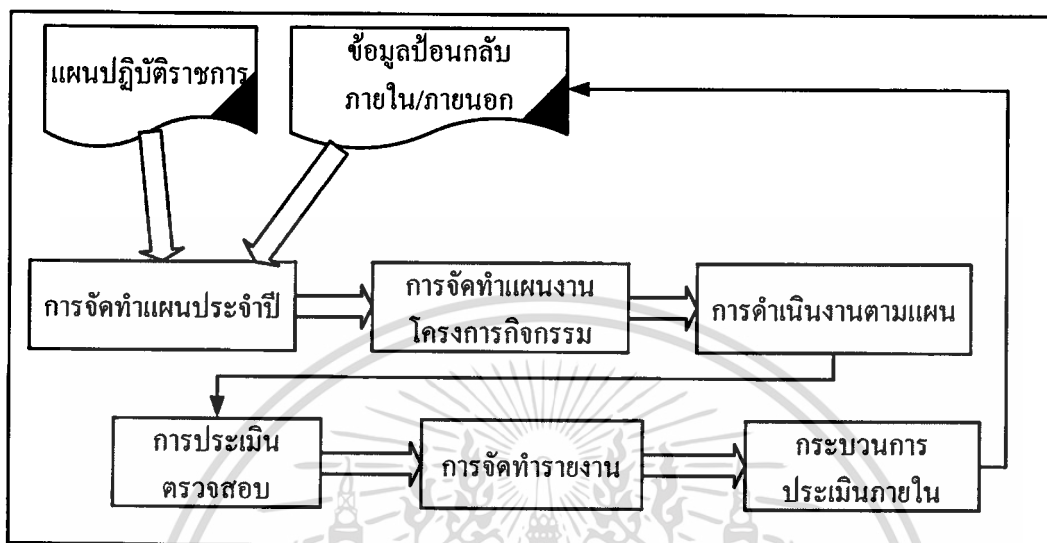 แผนปฏิบัติราชการ
ข้อมูลป้อนกลับ
ภายใน/ภายนอก
การจัดทำแผนประจำปี
การจัดทำแผนงาน
โครงการกิจกรรม
การดำเนินงานตามแผน
การประเมิน
ตรวจสอบ
การจัดทำรายงาน
กระบวนการ
ประเมินภายใน